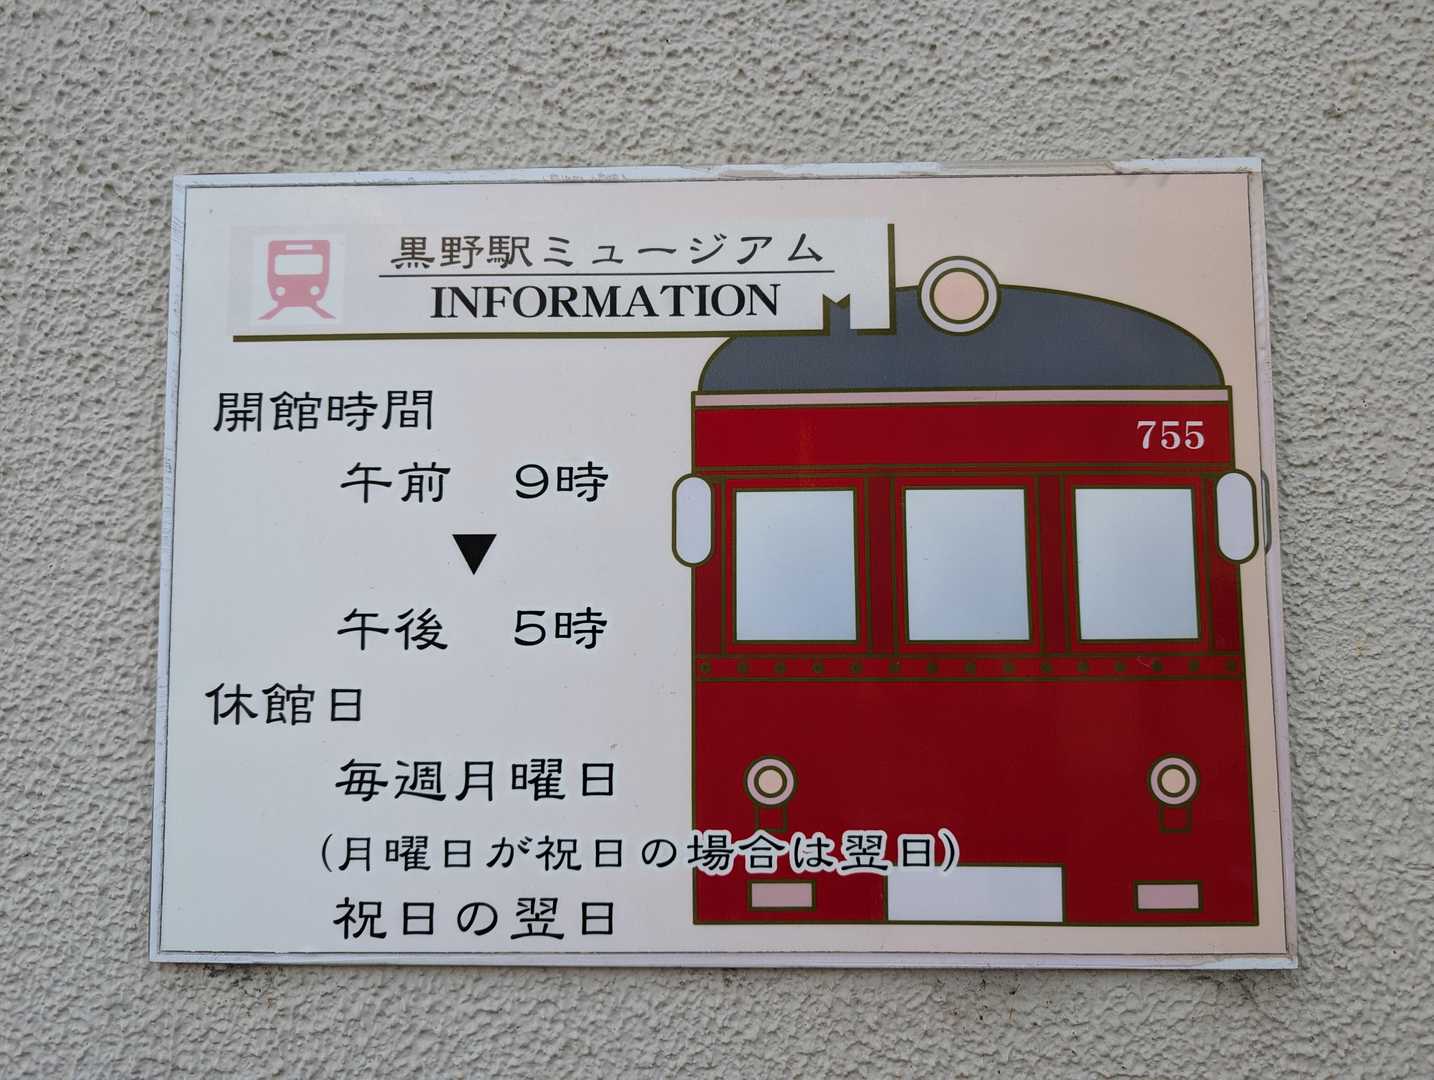 黒野駅ミュージアム
INFORMATION
755
開館時間
午前　9時
▼
午後　5時
休館日
毎週月曜日
(月曜日が祝日の場合は翌日)
祝日の翌日